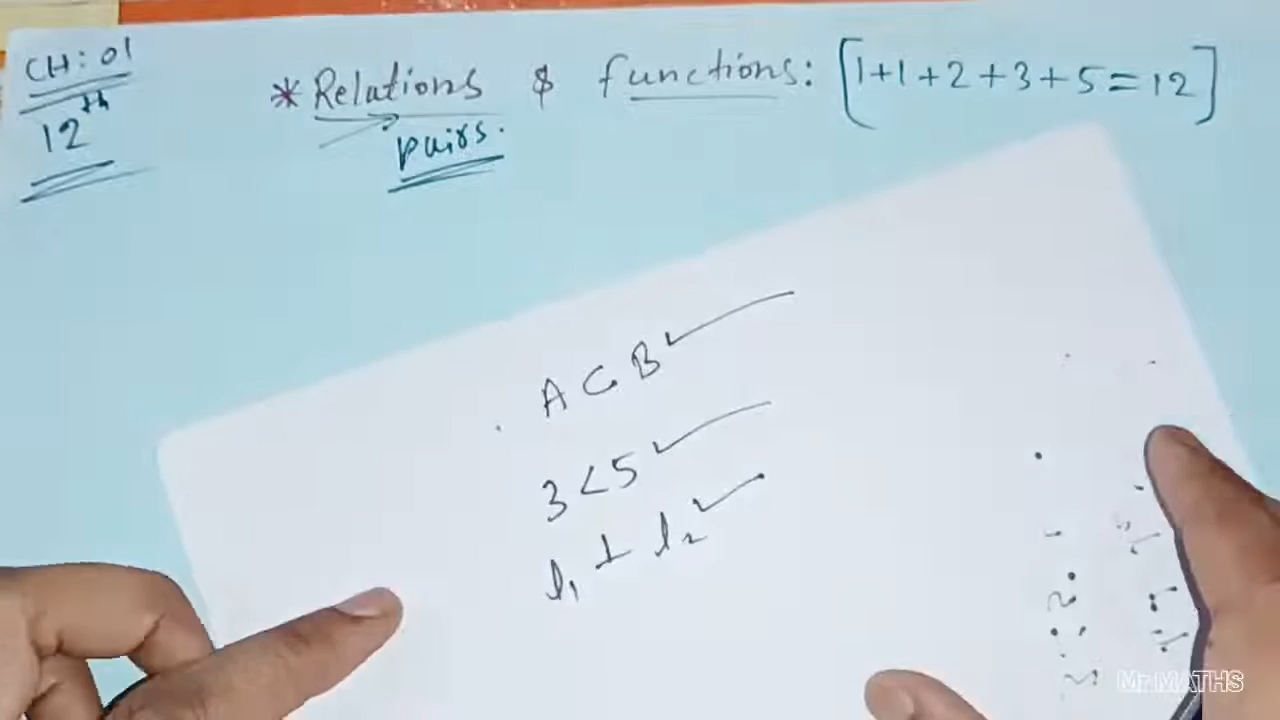 CH: 01
12th
* Relations & functions: [1+1+2+3+5=12]
pairs.
A ⊂ B
3 < 5
l₁ ⊥ l₂
Mr MATHS